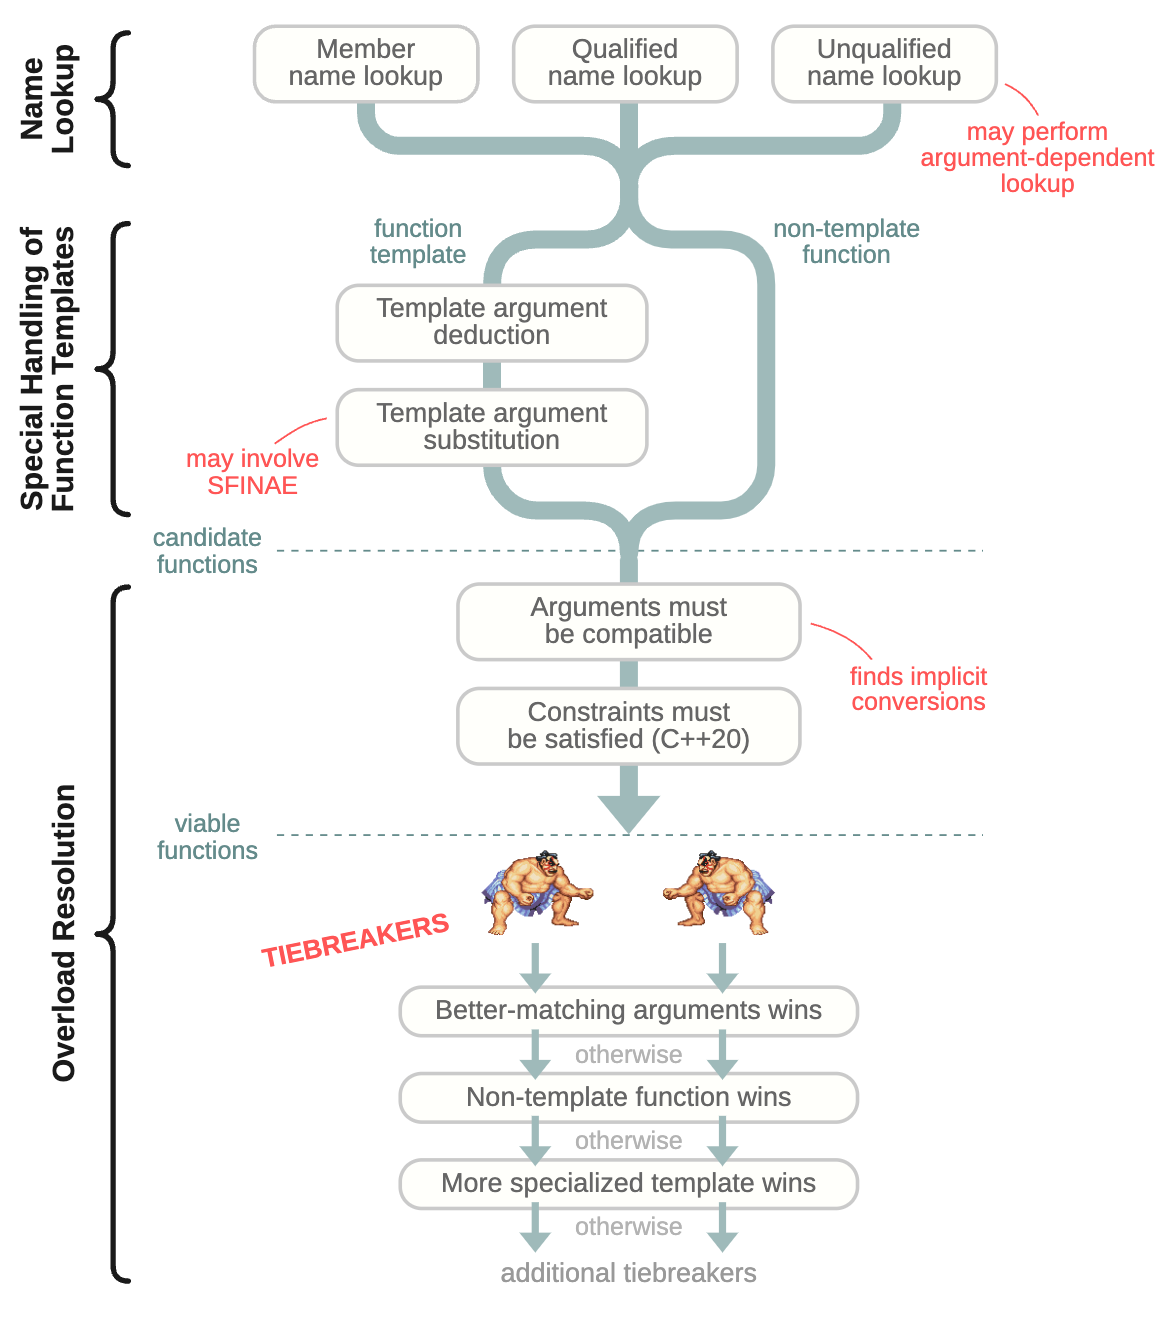 Name
Lookup
Member
name lookup
Qualified
name lookup
Unqualified
name lookup
may perform
argument-dependent
lookup
Special Handling of
Function Templates
function
template
non-template
function
Template argument
deduction
Template argument
substitution
may involve
SFINAE
candidate
functions
Overload Resolution
Arguments must
be compatible
finds implicit
conversions
Constraints must
be satisfied (C++20)
viable
functions
TIEBREAKERS
Better-matching arguments wins
otherwise
Non-template function wins
otherwise
More specialized template wins
otherwise
additional tiebreakers